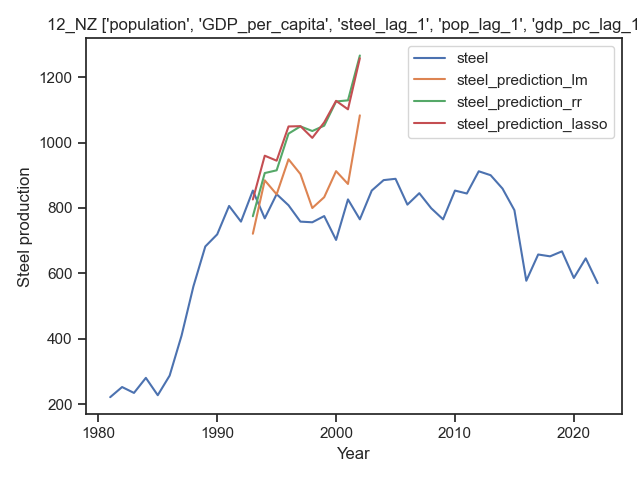 12_NZ ['population', 'GDP_per_capita', 'steel_lag_1', 'pop_lag_1', 'gdp_pc_lag_1
steel
steel_prediction_lm
steel_prediction_rr
steel_prediction_lasso
Steel production
1200
1000
800
600
400
200
1980
1990
2000
2010
2020
Year